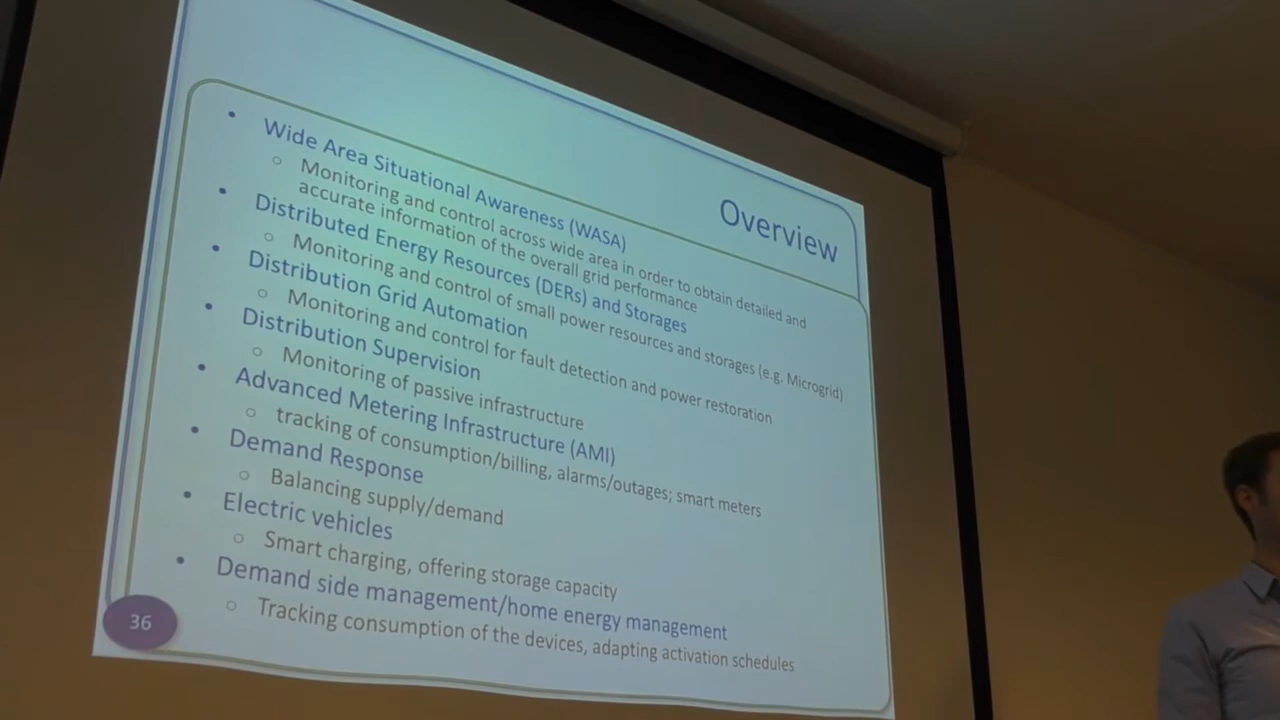 Overview
• Wide Area Situational Awareness (WASA)
○ Monitoring and control across wide area in order to obtain detailed and
accurate information of the overall grid performance
• Distributed Energy Resources (DERs) and Storages
○ Monitoring and control of small power resources and storages (e.g. Microgrid)
• Distribution Grid Automation
○ Monitoring and control for fault detection and power restoration
• Distribution Supervision
○ Monitoring of passive infrastructure
• Advanced Metering Infrastructure (AMI)
○ tracking of consumption/billing, alarms/outages; smart meters
• Demand Response
○ Balancing supply/demand
• Electric vehicles
○ Smart charging, offering storage capacity
• Demand side management/home energy management
○ Tracking consumption of the devices, adapting activation schedules
36